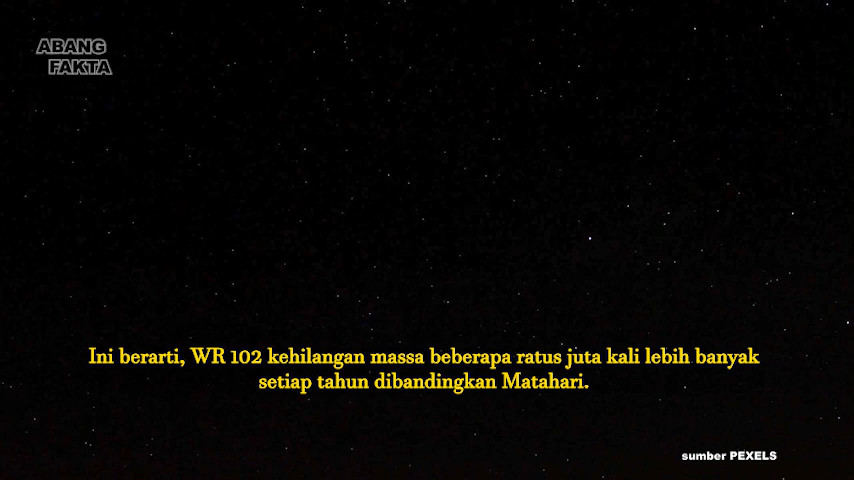 ABANG
FAKTA
Ini berarti, WR 102 kehilangan massa beberapa ratus juta kali lebih banyak
setiap tahun dibandingkan Matahari.
sumber PEXELS